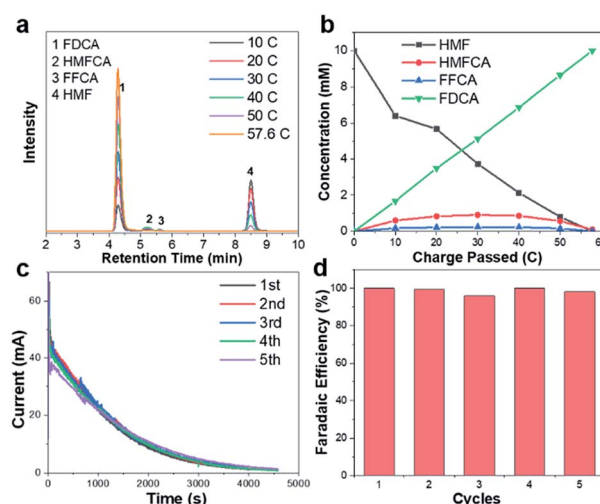 a
1 FDCA
2 HMFCA
3 FFCA
4 HMF
10 C
20 C
30 C
40 C
50 C
57.6 C
1
2
3
4
Intensity
2 3 4 5 6 7 8 9 10
Retention Time (min)
b
HMF
HMFCA
FFCA
FDCA
Concentration (mM)
10
8
6
4
2
0
0 10 20 30 40 50
Charge Passed (C)
c
1st
2nd
3rd
4th
5th
Current (mA)
60
40
20
0
0 1000 2000 3000 4000 5000
Time (s)
d
Faradaic Efficiency (%)
100
80
60
40
20
0
1 2 3 4 5
Cycles